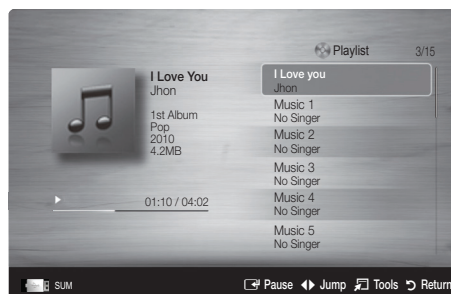 Playlist 3/15
I Love You
Jhon
1st Album
Pop
2010
4.2MB
01:10 / 04:02
I Love you
Jhon
Music 1
No Singer
Music 2
No Singer
Music 3
No Singer
Music 4
No Singer
Music 5
No Singer
SUM Pause Jump Tools Return